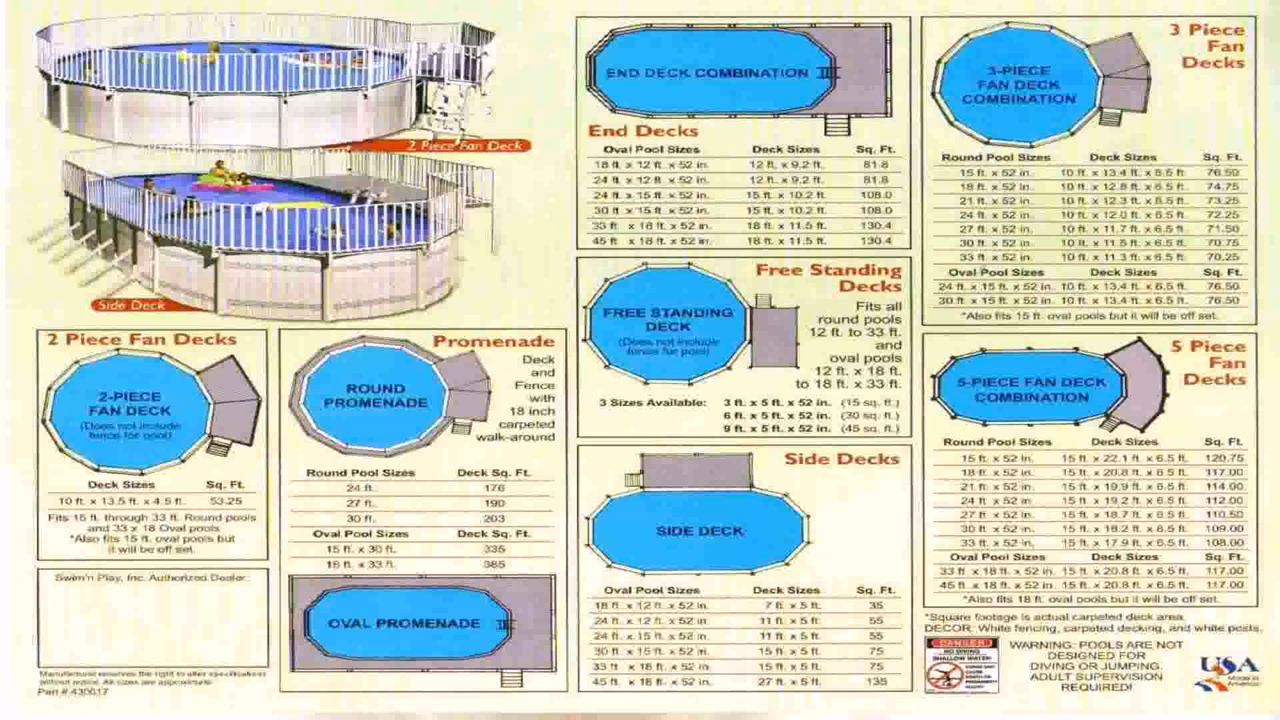 2 Piece Fan Deck
Side Deck
2 Piece Fan Decks
2-PIECE
FAN DECK
(Does not include
fence for pool)
Deck Sizes Sq. Ft.
10 ft. x 13.5 ft. x 4.5 ft. 53.25
Fits 15 ft. through 33 ft. Round pools
and 33 x 18 Oval pools
*Also fits 15 ft. oval pools but
it will be off set.
Swim'n Play, Inc. Authorized Dealer:
Manufacturer reserves the right to alter specifications
without notice. All sizes are approximate.
Part # 430617
Promenade
ROUND
PROMENADE
Deck
and
Fence
with
18 inch
carpeted
walk-around
Round Pool Sizes Deck Sq. Ft.
24 ft. 176
27 ft. 190
30 ft. 203
Oval Pool Sizes Deck Sq. Ft.
15 ft. x 30 ft. 335
18 ft. x 33 ft. 385
OVAL PROMENADE
END DECK COMBINATION
End Decks
Oval Pool Sizes Deck Sizes Sq. Ft.
18 ft. x 12 ft. x 52 in. 12 ft. x 9.2 ft. 81.8
24 ft. x 12 ft. x 52 in. 12 ft. x 9.2 ft. 81.8
24 ft. x 15 ft. x 52 in. 15 ft. x 10.2 ft. 108.0
30 ft. x 15 ft. x 52 in. 15 ft. x 10.2 ft. 108.0
33 ft. x 18 ft. x 52 in. 18 ft. x 11.5 ft. 130.4
45 ft. x 18 ft. x 52 in. 18 ft. x 11.5 ft. 130.4
Free Standing
Decks
FREE STANDING
DECK
(Does not include
fence for pool)
Fits all
round pools
12 ft. to 33 ft.
and
oval pools
12 ft. x 18 ft.
to 18 ft. x 33 ft.
3 Sizes Available: 3 ft. x 5 ft. x 52 in. (15 sq. ft.)
6 ft. x 5 ft. x 52 in. (30 sq. ft.)
9 ft. x 5 ft. x 52 in. (45 sq. ft.)
Side Decks
SIDE DECK
Oval Pool Sizes Deck Sizes Sq. Ft.
18 ft. x 12 ft. x 52 in. 7 ft. x 5 ft. 35
24 ft. x 12 ft. x 52 in. 11 ft. x 5 ft. 55
24 ft. x 15 ft. x 52 in. 11 ft. x 5 ft. 55
30 ft. x 15 ft. x 52 in. 15 ft. x 5 ft. 75
33 ft. x 18 ft. x 52 in. 15 ft. x 5 ft. 75
45 ft. x 18 ft. x 52 in. 27 ft. x 5 ft. 135
3 Piece
Fan
Decks
3-PIECE
FAN DECK
COMBINATION
Round Pool Sizes Deck Sizes Sq. Ft.
15 ft. x 52 in. 10 ft. x 13.4 ft. x 6.5 ft. 76.50
18 ft. x 52 in. 10 ft. x 12.8 ft. x 6.5 ft. 74.75
21 ft. x 52 in. 10 ft. x 12.3 ft. x 6.5 ft. 73.25
24 ft. x 52 in. 10 ft. x 12.0 ft. x 6.5 ft. 72.25
27 ft. x 52 in. 10 ft. x 11.7 ft. x 6.5 ft. 71.50
30 ft. x 52 in. 10 ft. x 11.5 ft. x 6.5 ft. 70.75
33 ft. x 52 in. 10 ft. x 11.3 ft. x 6.5 ft. 70.25
Oval Pool Sizes Deck Sizes Sq. Ft.
24 ft. x 15 ft. x 52 in. 10 ft. x 13.4 ft. x 6.5 ft. 76.50
30 ft. x 15 ft. x 52 in. 10 ft. x 13.4 ft. x 6.5 ft. 76.50
*Also fits 15 ft. oval pools but it will be off set.
5 Piece
Fan
Decks
5-PIECE FAN DECK
COMBINATION
Round Pool Sizes Deck Sizes Sq. Ft.
15 ft. x 52 in. 15 ft. x 22.1 ft. x 6.5 ft. 120.75
18 ft. x 52 in. 15 ft. x 20.8 ft. x 6.5 ft. 117.00
21 ft. x 52 in. 15 ft. x 19.9 ft. x 6.5 ft. 114.00
24 ft. x 52 in. 15 ft. x 19.2 ft. x 6.5 ft. 112.00
27 ft. x 52 in. 15 ft. x 18.7 ft. x 6.5 ft. 110.50
30 ft. x 52 in. 15 ft. x 18.2 ft. x 6.5 ft. 109.00
33 ft. x 52 in. 15 ft. x 17.9 ft. x 6.5 ft. 108.00
Oval Pool Sizes Deck Sizes Sq. Ft.
33 ft. x 18 ft. x 52 in. 15 ft. x 20.8 ft. x 6.5 ft. 117.00
45 ft. x 18 ft. x 52 in. 15 ft. x 20.8 ft. x 6.5 ft. 117.00
*Also fits 18 ft. oval pools but it will be off set.
*Square footage is actual carpeted deck area.
DECOR: White fencing, carpeted decking, and white posts.
DANGER
NO DIVING
SHALLOW WATER
WARNING: POOLS ARE NOT
DESIGNED FOR
DIVING OR JUMPING.
ADULT SUPERVISION
REQUIRED!
USA
Made in
America